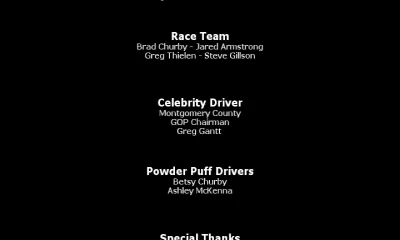 Race Team
Brad Churby - Jared Armstrong
Greg Thielen - Steve Gillson
Celebrity Driver
Montgomery County
GOP Chairman
Greg Gantt
Powder Puff Drivers
Betsy Churby
Ashley McKenna
Special Thanks